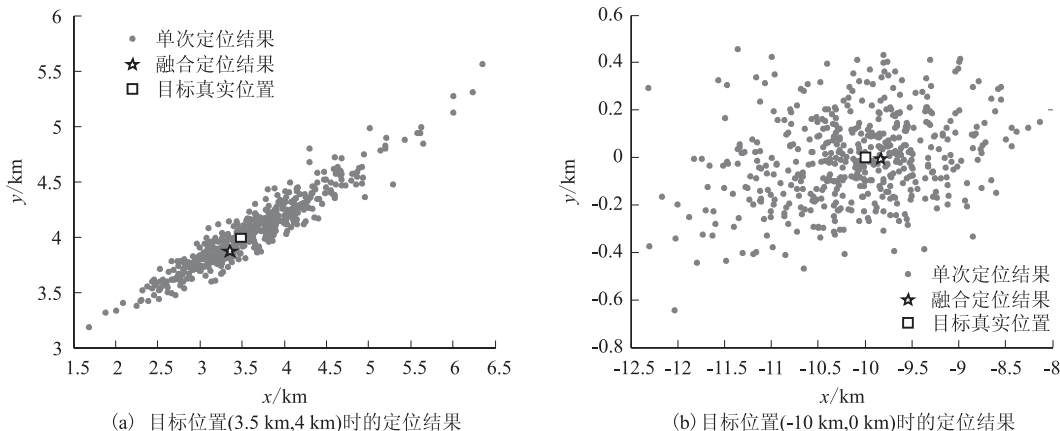 6
5.5
5
4.5
4
3.5
3
y/km
单次定位结果
融合定位结果
目标真实位置
1.5 2 2.5 3 3.5 4 4.5 5 5.5 6 6.5
x/km
(a) 目标位置(3.5 km,4 km)时的定位结果
0.6
0.4
0.2
0
-0.2
-0.4
-0.6
-0.8
y/km
单次定位结果
融合定位结果
目标真实位置
-12.5 -12 -11.5 -11 -10.5 -10 -9.5 -9 -8.5 -8
x/km
(b)目标位置(-10 km,0 km)时的定位结果